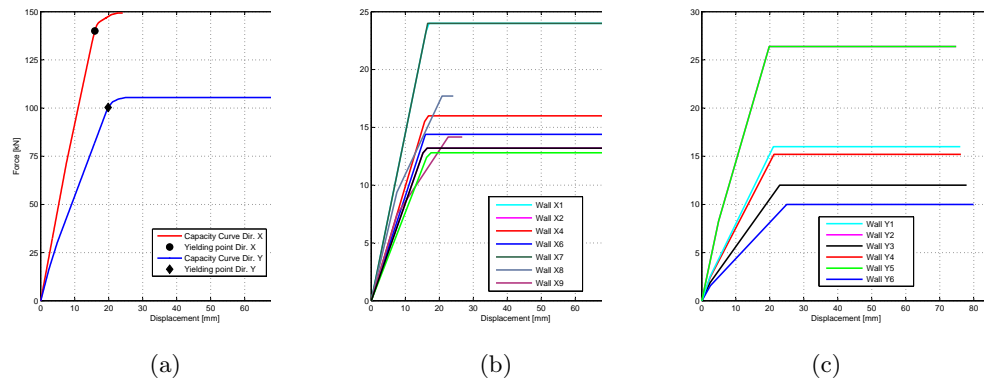 150
125
100
75
50
25
0
Force [kN]
0 10 20 30 40 50 60
Displacement [mm]
Capacity Curve Dir. X
Yielding point Dir. X
Capacity Curve Dir. Y
Yielding point Dir. Y
(a)
25
20
15
10
5
0
0 10 20 30 40 50 60
Displacement [mm]
Wall X1
Wall X2
Wall X4
Wall X6
Wall X7
Wall X8
Wall X9
(b)
30
25
20
15
10
5
0
0 10 20 30 40 50 60 70 80
Displacement [mm]
Wall Y1
Wall Y2
Wall Y3
Wall Y4
Wall Y5
Wall Y6
(c)